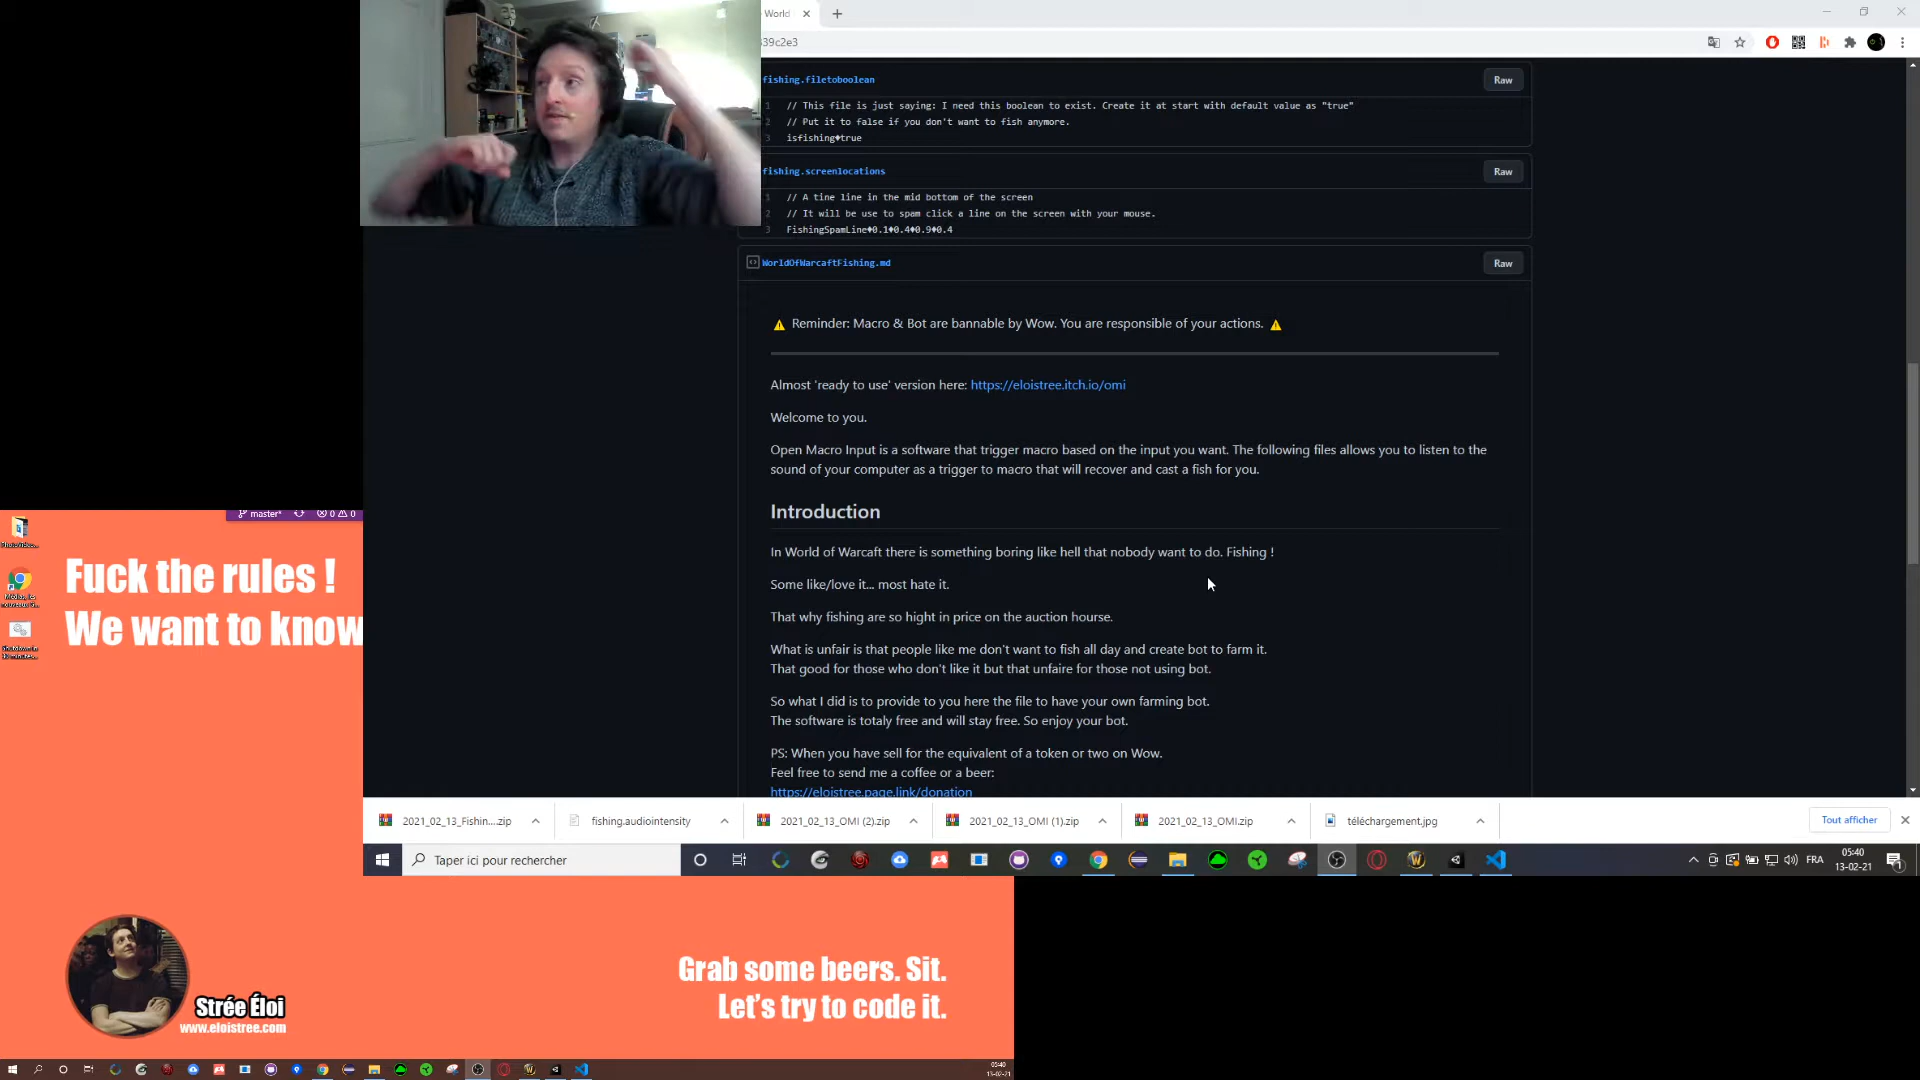 World
39c2e3
fishing.filetoboolean
Raw
1 // This file is just saying: I need this boolean to exist. Create it at start with default value as "true"
2 // Put it to false if you don't want to fish anymore.
3 isfishing♦true
fishing.screenlocations
Raw
1 // A tine line in the mid bottom of the screen
2 // It will be use to spam click a line on the screen with your mouse.
3 FishingSpamLine♦0.1♦0.4♦0.9♦0.4
WorldOfWarcaftFishing.md
Raw
⚠ Reminder: Macro & Bot are bannable by Wow. You are responsible of your actions. ⚠
Almost 'ready to use' version here: https://eloistree.itch.io/omi
Welcome to you.
Open Macro Input is a software that trigger macro based on the input you want. The following files allows you to listen to the
sound of your computer as a trigger to macro that will recover and cast a fish for you.
Introduction
In World of Warcaft there is something boring like hell that nobody want to do. Fishing !
Some like/love it... most hate it.
That why fishing are so hight in price on the auction hourse.
What is unfair is that people like me don't want to fish all day and create bot to farm it.
That good for those who don't like it but that unfaire for those not using bot.
So what I did is to provide to you here the file to have your own farming bot.
The software is totaly free and will stay free. So enjoy your bot.
PS: When you have sell for the equivalent of a token or two on Wow.
Feel free to send me a coffee or a beer:
https://eloistree.page.link/donation
master*
0 0
Fuck the rules !
We want to know
2021_02_13_Fishin....zip
fishing.audiointensity
2021_02_13_OMI (2).zip
2021_02_13_OMI (1).zip
2021_02_13_OMI.zip
téléchargement.jpg
Tout afficher
Taper ici pour rechercher
FRA
05:40
13-02-21
Strée Éloi
www.eloistree.com
Grab some beers. Sit.
Let's try to code it.
05:40
13-02-21